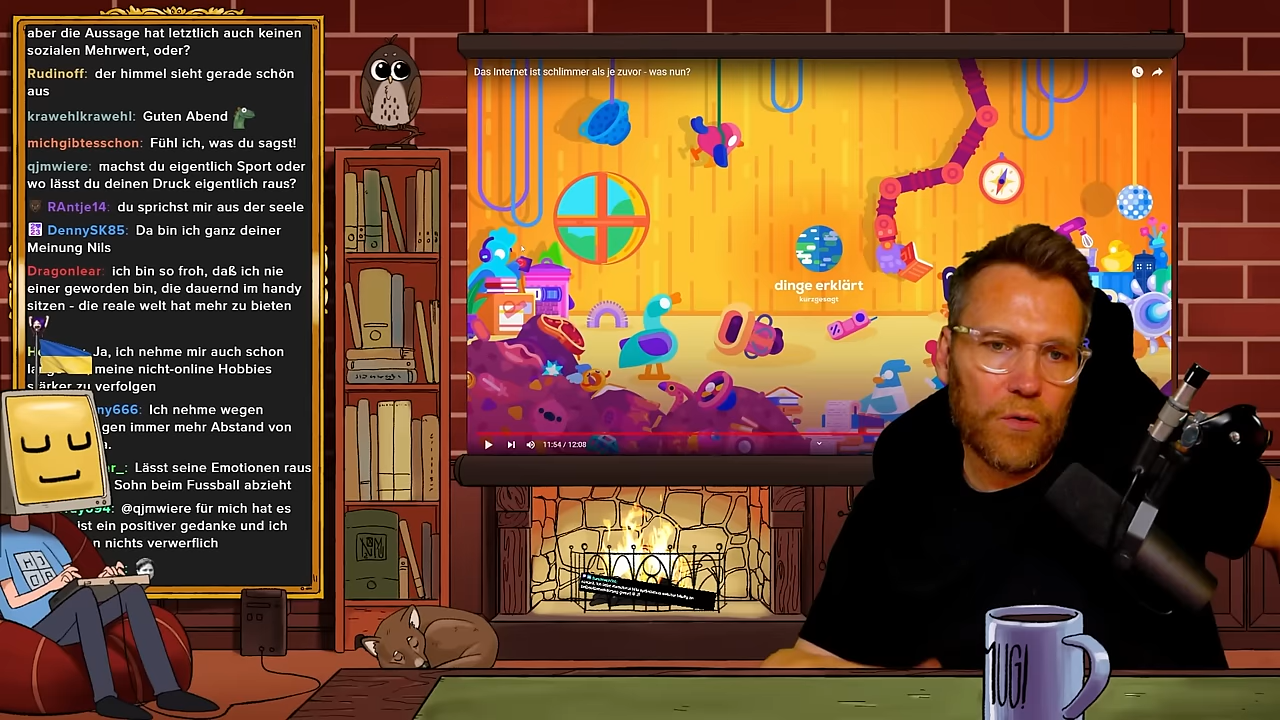 aber die Aussage hat letztlich auch keinen
sozialen Mehrwert, oder?
Rudinoff: der himmel sieht gerade schön
aus
krawehlkrawehl: Guten Abend
michgibtesschon: Fühl ich, was du sagst!
qjmwiere: machst du eigentlich Sport oder
wo lässt du deinen Druck eigentlich raus?
RAntje14: du sprichst mir aus der seele
DennySK85: Da bin ich ganz deiner
Meinung Nils
Dragonlear: ich bin so froh, daß ich nie
einer geworden bin, die dauernd im handy
sitzen - die reale welt hat mehr zu bieten
Ja, ich nehme mir auch schon
meine nicht-online Hobbies
stärker zu verfolgen
ny666: Ich nehme wegen
gen immer mehr Abstand von
n.
r_: Lässt seine Emotionen raus
Sohn beim Fussball abzieht
@qjmwiere für mich hat es
ist ein positiver gedanke und ich
n nichts verwerflich
Das Internet ist schlimmer als je zuvor - was nun?
dinge erklärt
kurzgesagt
11:54 / 12:08
MUG!